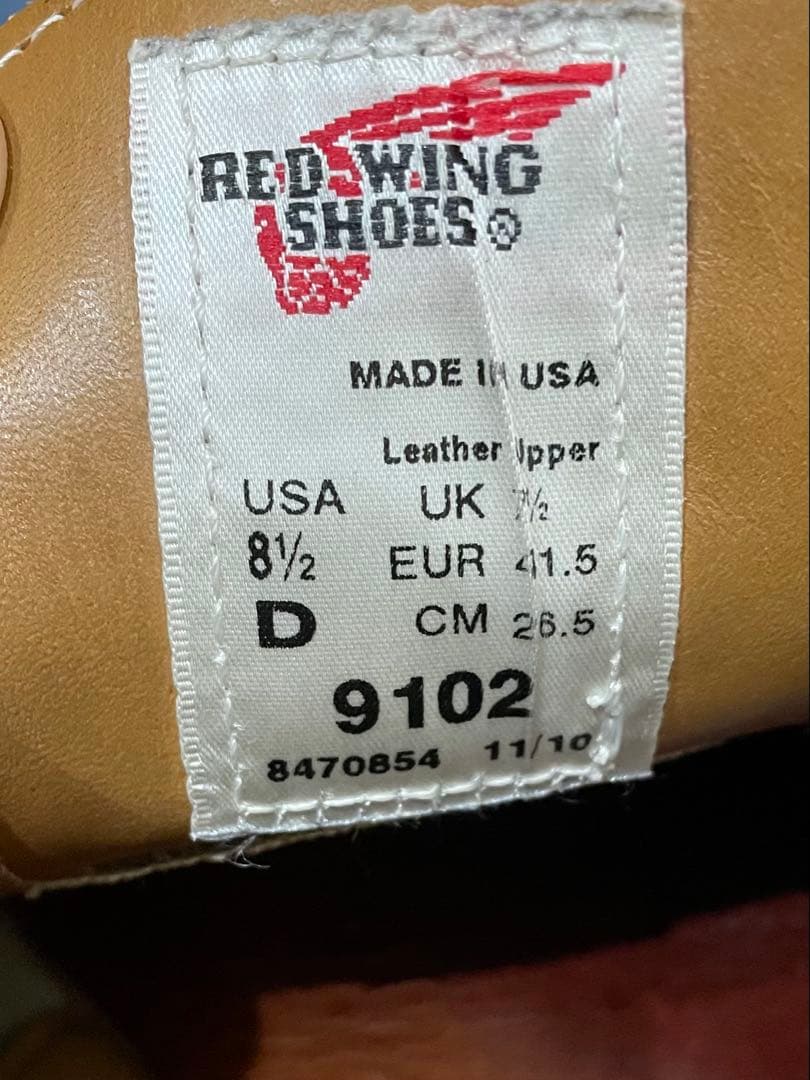 RED WING
SHOES®
MADE IN USA
Leather Upper
USA UK 7½
8½ EUR 41.5
D CM 26.5
9102
8470854 11/10